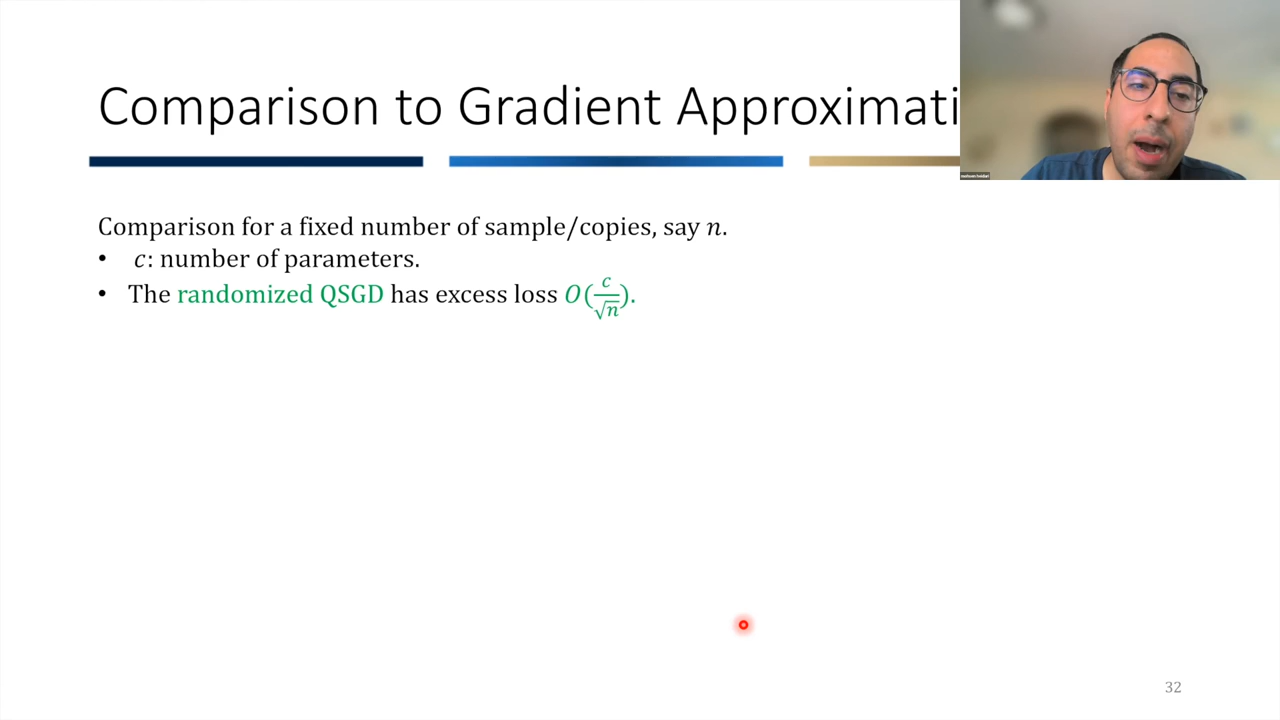 Comparison to Gradient Approximati
Comparison for a fixed number of sample/copies, say n.
• c: number of parameters.
• The randomized QSGD has excess loss O(c/√n).
32